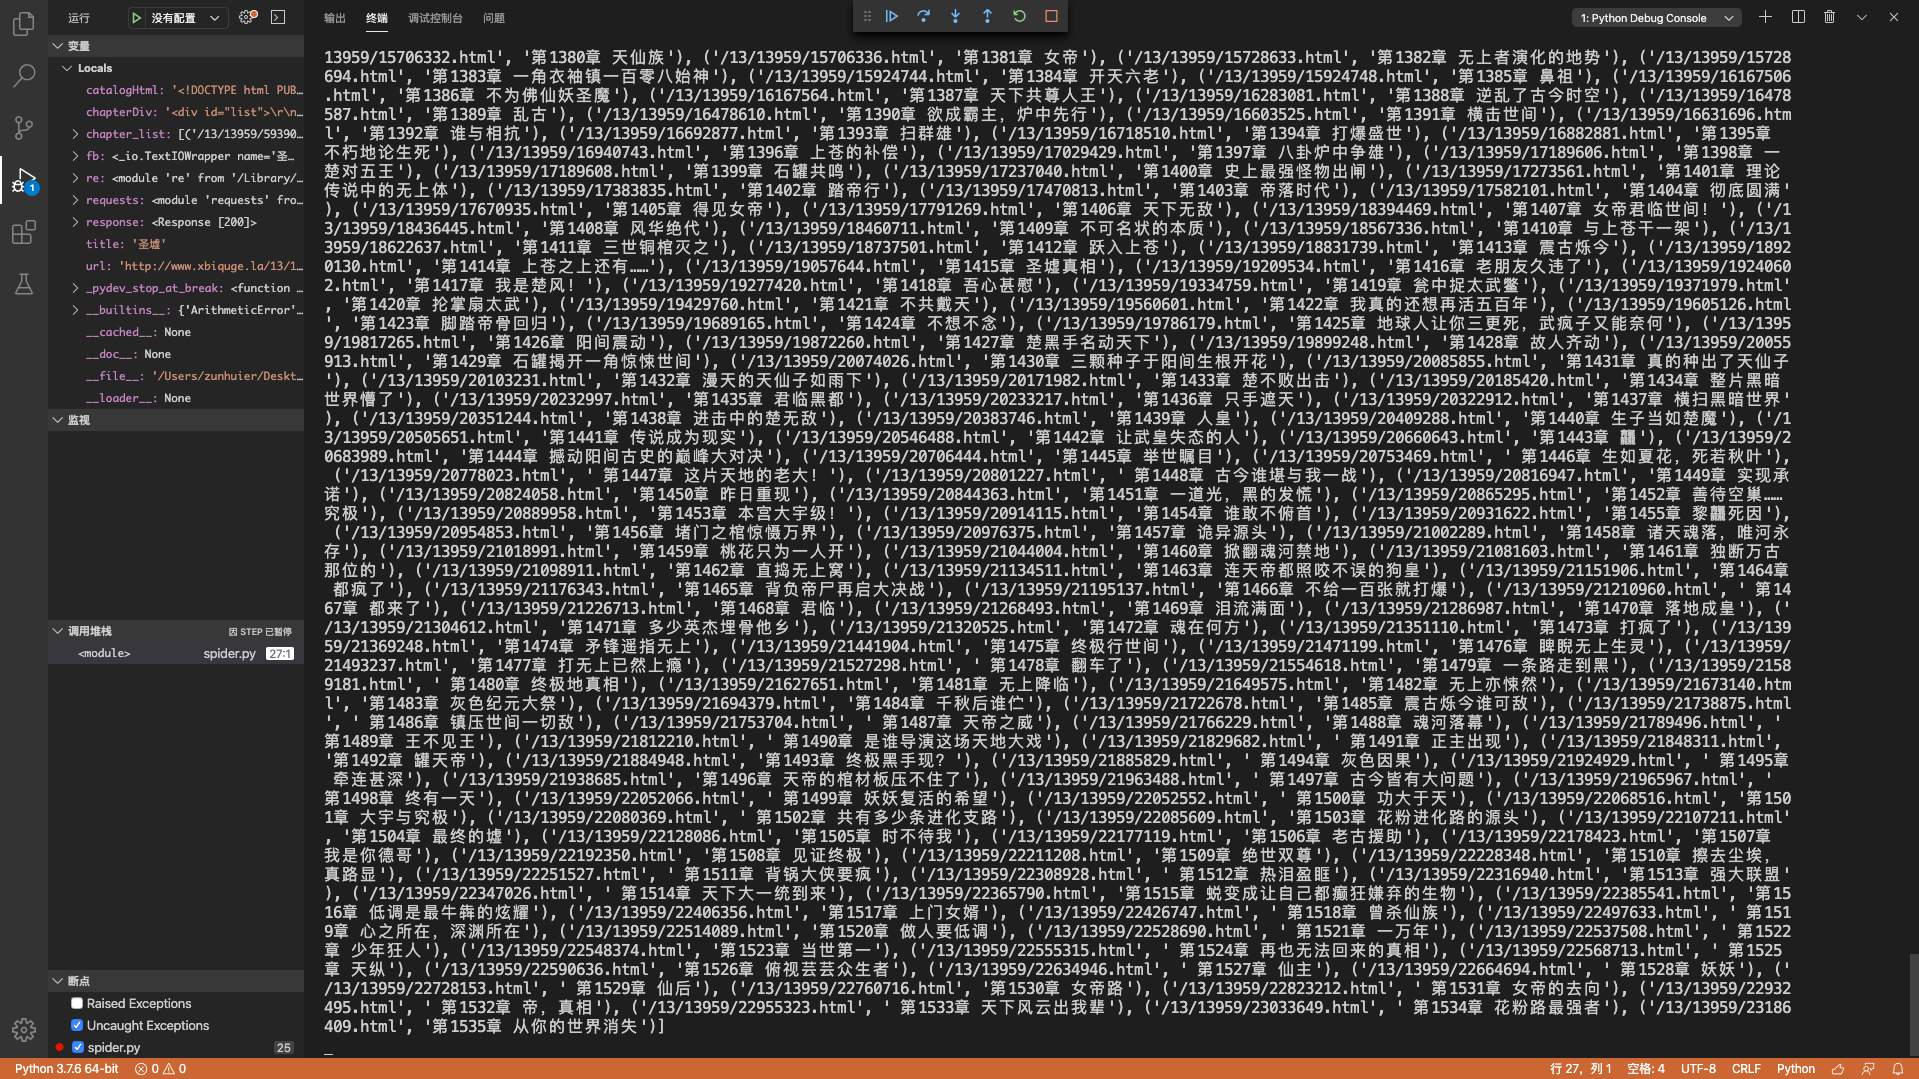 运行
没有配置
输出
终端
调试控制台
问题
1: Python Debug Console
变量
Locals
catalogHtml: '<!DOCTYPE html PUB…
chapterDiv: '<div id="list">\r\n…
chapter_list: [('/13/13959/59390…
fb: <_io.TextIOWrapper name='圣…
re: <module 're' from '/Library/…
requests: <module 'requests' fro…
response: <Response [200]>
title: '圣墟'
url: 'http://www.xbiquge.la/13/1…
_pydev_stop_at_break: <function …
__builtins__: {'ArithmeticError'…
__cached__: None
__doc__: None
__file__: '/Users/zunhuier/Deskt…
__loader__: None
监视
调用堆栈
因 STEP 已暂停
<module>
spider.py
27:1
断点
Raised Exceptions
Uncaught Exceptions
spider.py
25
1
13959/15706332.html', '第1380章 天仙族'), ('/13/13959/15706336.html', '第1381章 女帝'), ('/13/13959/15728633.html', '第1382章 无上者演化的地势'), ('/13/13959/15728
694.html', '第1383章 一角衣袖镇一百零八始神'), ('/13/13959/15924744.html', '第1384章 开天六老'), ('/13/13959/15924748.html', '第1385章 鼻祖'), ('/13/13959/16167506
.html', '第1386章 不为佛仙妖圣魔'), ('/13/13959/16167564.html', '第1387章 天下共尊人王'), ('/13/13959/16283081.html', '第1388章 逆乱了古今时空'), ('/13/13959/16478
587.html', '第1389章 乱古'), ('/13/13959/16478610.html', '第1390章 欲成霸主，炉中先行'), ('/13/13959/16603525.html', '第1391章 横击世间'), ('/13/13959/16631696.htm
l', '第1392章 谁与相抗'), ('/13/13959/16692877.html', '第1393章 扫群雄'), ('/13/13959/16718510.html', '第1394章 打爆盛世'), ('/13/13959/16882881.html', '第1395章
不朽地论生死'), ('/13/13959/16940743.html', '第1396章 上苍的补偿'), ('/13/13959/17029429.html', '第1397章 八卦炉中争雄'), ('/13/13959/17189606.html', '第1398章 一
楚对五王'), ('/13/13959/17189608.html', '第1399章 石罐共鸣'), ('/13/13959/17237040.html', '第1400章 史上最强怪物出闸'), ('/13/13959/17273561.html', '第1401章 理论
传说中的无上体'), ('/13/13959/17383835.html', '第1402章 踏帝行'), ('/13/13959/17470813.html', '第1403章 帝落时代'), ('/13/13959/17582101.html', '第1404章 彻底圆满'
), ('/13/13959/17670935.html', '第1405章 得见女帝'), ('/13/13959/17791269.html', '第1406章 天下无敌'), ('/13/13959/18394469.html', '第1407章 女帝君临世间！'), ('/1
3/13959/18436445.html', '第1408章 风华绝代'), ('/13/13959/18460711.html', '第1409章 不可名状的本质'), ('/13/13959/18567336.html', '第1410章 与上苍干一架'), ('/13/1
3959/18622637.html', '第1411章 三世铜棺灭之'), ('/13/13959/18737501.html', '第1412章 跃入上苍'), ('/13/13959/18831739.html', '第1413章 震古烁今'), ('/13/13959/1892
0130.html', '第1414章 上苍之上还有……'), ('/13/13959/19057644.html', '第1415章 圣墟真相'), ('/13/13959/19209534.html', '第1416章 老朋友久违了'), ('/13/13959/1924060
2.html', '第1417章 我是楚风！'), ('/13/13959/19277420.html', '第1418章 吾心甚慰'), ('/13/13959/19334759.html', '第1419章 瓮中捉太武鳖'), ('/13/13959/19371979.html'
, '第1420章 抡掌扇太武'), ('/13/13959/19429760.html', '第1421章 不共戴天'), ('/13/13959/19560601.html', '第1422章 我真的还想再活五百年'), ('/13/13959/19605126.html
', '第1423章 脚踏帝骨回归'), ('/13/13959/19689165.html', '第1424章 不想不念'), ('/13/13959/19786179.html', '第1425章 地球人让你三更死，武疯子又能奈何'), ('/13/1395
9/19817265.html', '第1426章 阳间震动'), ('/13/13959/19872260.html', '第1427章 楚黑手名动天下'), ('/13/13959/19899248.html', '第1428章 故人齐动'), ('/13/13959/20055
913.html', '第1429章 石罐揭开一角惊悚世间'), ('/13/13959/20074026.html', '第1430章 三颗种子于阳间生根开花'), ('/13/13959/20085855.html', '第1431章 真的种出了天仙子'
), ('/13/13959/20103231.html', '第1432章 漫天的天仙子如雨下'), ('/13/13959/20171982.html', '第1433章 楚不败出击'), ('/13/13959/20185420.html', '第1434章 整片黑暗
世界懵了'), ('/13/13959/20232997.html', '第1435章 君临黑都'), ('/13/13959/20233217.html', '第1436章 只手遮天'), ('/13/13959/20322912.html', '第1437章 横扫黑暗世界'
), ('/13/13959/20351244.html', '第1438章 进击中的楚无敌'), ('/13/13959/20383746.html', '第1439章 人皇'), ('/13/13959/20409288.html', '第1440章 生子当如楚魔'), ('/1
3/13959/20505651.html', '第1441章 传说成为现实'), ('/13/13959/20546488.html', '第1442章 让武皇失态的人'), ('/13/13959/20660643.html', '第1443章 龘'), ('/13/13959/2
0683989.html', '第1444章 撼动阳间古史的巅峰大对决'), ('/13/13959/20706444.html', '第1445章 举世瞩目'), ('/13/13959/20753469.html', ' 第1446章 生如夏花，死若秋叶'),
('/13/13959/20778023.html', ' 第1447章 这片天地的老大！'), ('/13/13959/20801227.html', ' 第1448章 古今谁堪与我一战'), ('/13/13959/20816947.html', '第1449章 实现承
诺'), ('/13/13959/20824058.html', '第1450章 昨日重现'), ('/13/13959/20844363.html', '第1451章 一道光，黑的发慌'), ('/13/13959/20865295.html', '第1452章 善待空巢……
究极'), ('/13/13959/20889958.html', '第1453章 本宫大宇级！'), ('/13/13959/20914115.html', '第1454章 谁敢不俯首'), ('/13/13959/20931622.html', '第1455章 黎龘死因'),
('/13/13959/20954853.html', '第1456章 堵门之棺惊慑万界'), ('/13/13959/20976375.html', '第1457章 诡异源头'), ('/13/13959/21002289.html', '第1458章 诸天魂落，唯河永
存'), ('/13/13959/21018991.html', '第1459章 桃花只为一人开'), ('/13/13959/21044004.html', '第1460章 掀翻魂河禁地'), ('/13/13959/21081603.html', '第1461章 独断万古
那位的'), ('/13/13959/21098911.html', '第1462章 直捣无上窝'), ('/13/13959/21134511.html', '第1463章 连天帝都照咬不误的狗皇'), ('/13/13959/21151906.html', '第1464章
都疯了'), ('/13/13959/21176343.html', '第1465章 背负帝尸再启大决战'), ('/13/13959/21195137.html', '第1466章 不给一百张就打爆'), ('/13/13959/21210960.html', ' 第14
67章 都来了'), ('/13/13959/21226713.html', '第1468章 君临'), ('/13/13959/21268493.html', '第1469章 泪流满面'), ('/13/13959/21286987.html', '第1470章 落地成皇'), ('/
13/13959/21304612.html', '第1471章 多少英杰埋骨他乡'), ('/13/13959/21320525.html', '第1472章 魂在何方'), ('/13/13959/21351110.html', '第1473章 打疯了'), ('/13/1395
9/21369248.html', '第1474章 矛锋遥指无上'), ('/13/13959/21441904.html', '第1475章 终极行世间'), ('/13/13959/21471199.html', '第1476章 睥睨无上生灵'), ('/13/13959/
21493237.html', '第1477章 打无上已然上瘾'), ('/13/13959/21527298.html', ' 第1478章 翻车了'), ('/13/13959/21554618.html', '第1479章 一条路走到黑'), ('/13/13959/2158
9181.html', ' 第1480章 终极地真相'), ('/13/13959/21627651.html', '第1481章 无上降临'), ('/13/13959/21649575.html', '第1482章 无上亦悚然'), ('/13/13959/21673140.htm
l', '第1483章 灰色纪元大祭'), ('/13/13959/21694379.html', '第1484章 千秋后谁伫'), ('/13/13959/21722678.html', '第1485章 震古烁今谁可敌'), ('/13/13959/21738875.html
', ' 第1486章 镇压世间一切敌'), ('/13/13959/21753704.html', ' 第1487章 天帝之威'), ('/13/13959/21766229.html', '第1488章 魂河落幕'), ('/13/13959/21789496.html', '
第1489章 王不见王'), ('/13/13959/21812210.html', ' 第1490章 是谁导演这场天地大戏'), ('/13/13959/21829682.html', ' 第1491章 正主出现'), ('/13/13959/21848311.html',
'第1492章 罐天帝'), ('/13/13959/21884948.html', '第1493章 终极黑手现？'), ('/13/13959/21885829.html', ' 第1494章 灰色因果'), ('/13/13959/21924929.html', ' 第1495章
牵连甚深'), ('/13/13959/21938685.html', '第1496章 天帝的棺材板压不住了'), ('/13/13959/21963488.html', ' 第1497章 古今皆有大问题'), ('/13/13959/21965967.html', '
第1498章 终有一天'), ('/13/13959/22052066.html', ' 第1499章 妖妖复活的希望'), ('/13/13959/22052552.html', ' 第1500章 功大于天'), ('/13/13959/22068516.html', '第150
1章 大宇与究极'), ('/13/13959/22080369.html', ' 第1502章 共有多少条进化支路'), ('/13/13959/22085609.html', '第1503章 花粉进化路的源头'), ('/13/13959/22107211.html'
, '第1504章 最终的墟'), ('/13/13959/22128086.html', '第1505章 时不待我'), ('/13/13959/22177119.html', '第1506章 老古援助'), ('/13/13959/22178423.html', '第1507章
我是你德哥'), ('/13/13959/22192350.html', '第1508章 见证终极'), ('/13/13959/22211208.html', '第1509章 绝世双尊'), ('/13/13959/22228348.html', '第1510章 擦去尘埃，
真路显'), ('/13/13959/22251527.html', ' 第1511章 背锅大侠要疯'), ('/13/13959/22308928.html', ' 第1512章 热泪盈眶'), ('/13/13959/22316940.html', '第1513章 强大联盟'
), ('/13/13959/22347026.html', ' 第1514章 天下大一统到来'), ('/13/13959/22365790.html', '第1515章 蜕变成让自己都癫狂嫌弃的生物'), ('/13/13959/22385541.html', '第15
16章 低调是最牛犇的炫耀'), ('/13/13959/22406356.html', '第1517章 上门女婿'), ('/13/13959/22426747.html', ' 第1518章 曾杀仙族'), ('/13/13959/22497633.html', ' 第151
9章 心之所在，深渊所在'), ('/13/13959/22514089.html', '第1520章 做人要低调'), ('/13/13959/22528690.html', ' 第1521章 一万年'), ('/13/13959/22537508.html', ' 第1522
章 少年狂人'), ('/13/13959/22548374.html', '第1523章 当世第一'), ('/13/13959/22555315.html', ' 第1524章 再也无法回来的真相'), ('/13/13959/22568713.html', ' 第1525
章 天纵'), ('/13/13959/22590636.html', '第1526章 俯视芸芸众生者'), ('/13/13959/22634946.html', ' 第1527章 仙主'), ('/13/13959/22664694.html', ' 第1528章 妖妖'), ('
/13/13959/22728153.html', ' 第1529章 仙后'), ('/13/13959/22760716.html', '第1530章 女帝路'), ('/13/13959/22823212.html', ' 第1531章 女帝的去向'), ('/13/13959/22932
495.html', ' 第1532章 帝，真相'), ('/13/13959/22955323.html', ' 第1533章 天下风云出我辈'), ('/13/13959/23033649.html', ' 第1534章 花粉路最强者'), ('/13/13959/23186
409.html', '第1535章 从你的世界消失')]
Python 3.7.6 64-bit
0
0
行 27，列 1
空格: 4
UTF-8
CRLF
Python